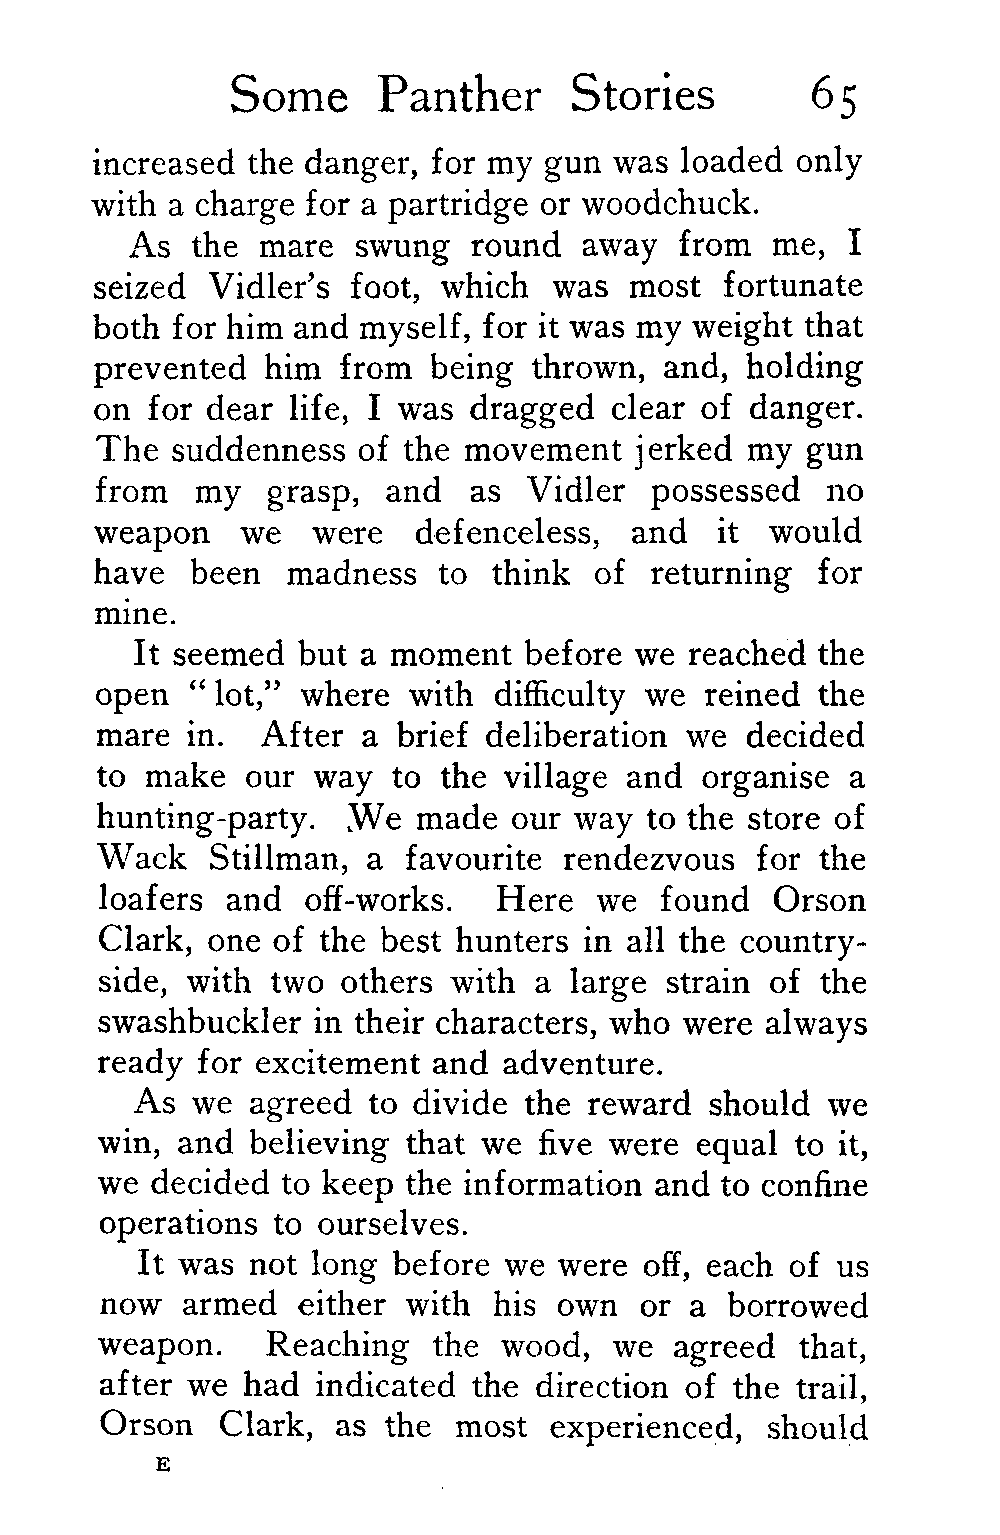 Some Panther Stories 65
increased the danger, for my gun was loaded only
with a charge for a partridge or woodchuck.
As the mare swung round away from me, I
seized Vidler's foot, which was most fortunate
both for him and myself, for it was my weight that
prevented him from being thrown, and, holding
on for dear life, I was dragged clear of danger.
The suddenness of the movement jerked my gun
from my grasp, and as Vidler possessed no
weapon we were defenceless, and it would
have been madness to think of returning for
mine.
It seemed but a moment before we reached the
open "lot," where with difficulty we reined the
mare in. After a brief deliberation we decided
to make our way to the village and organise a
hunting-party. We made our way to the store of
Wack Stillman, a favourite rendezvous for the
loafers and off-works. Here we found Orson
Clark, one of the best hunters in all the country-
side, with two others with a large strain of the
swashbuckler in their characters, who were always
ready for excitement and adventure.
As we agreed to divide the reward should we
win, and believing that we five were equal to it,
we decided to keep the information and to confine
operations to ourselves.
It was not long before we were off, each of us
now armed either with his own or a borrowed
weapon. Reaching the wood, we agreed that,
after we had indicated the direction of the trail,
Orson Clark, as the most experienced, should
E